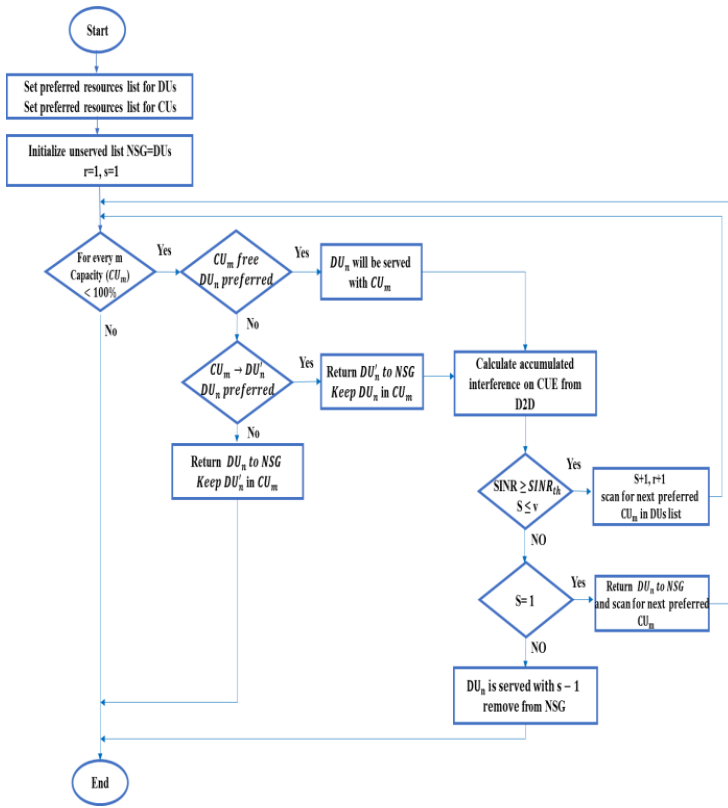 Start
Set preferred resources list for DUs
Set preferred resources list for CUs
Initialize unserved list NSG=DUs
r=1, s=1
For every m
Capacity (CUₘ)
< 100%
Yes
No
CUₘ free
DUₙ preferred
Yes
No
DUₙ will be served
with CUₘ
CUₘ → DU′ₙ
DUₙ preferred
Yes
No
Return DU′ₙ to NSG
Keep DUₙ in CUₘ
Calculate accumulated
interference on CUE from
D2D
Return DUₙ to NSG
Keep DU′ₙ in CUₘ
SINR ≥ SINRₜₕ
S ≤ v
Yes
NO
S+1, r+1
scan for next preferred
CUₘ in DUs list
S= 1
Yes
NO
Return DUₙ to NSG
and scan for next preferred
CUₘ
DUₙ is served with s − 1
remove from NSG
End